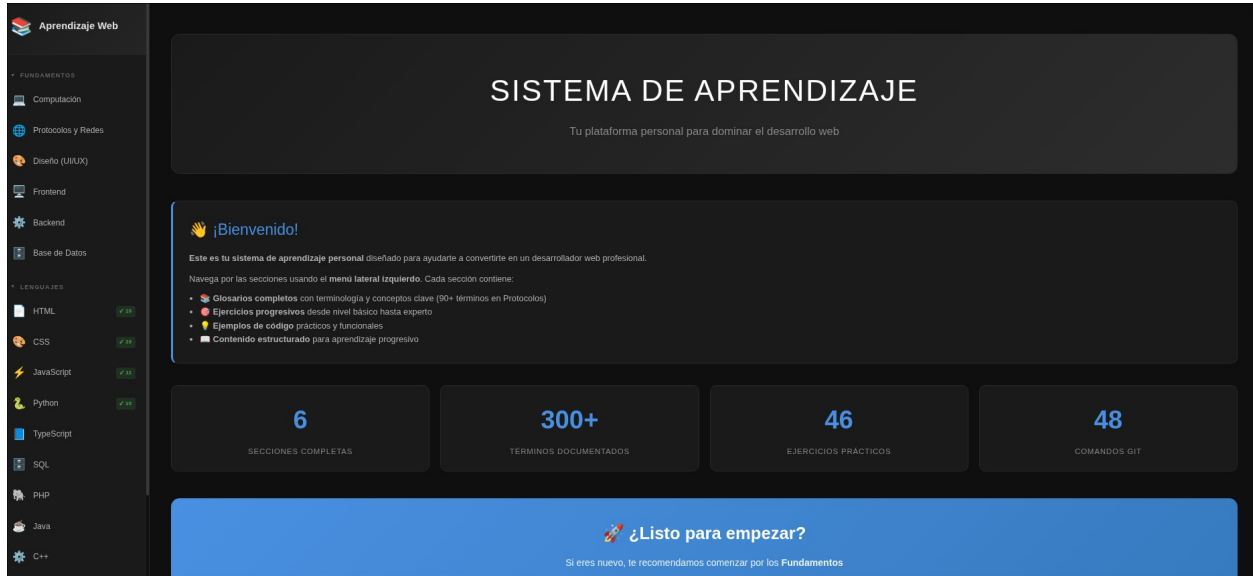 Aprendizaje Web
FUNDAMENTOS
Computación
Protocolos y Redes
Diseño (UI/UX)
Frontend
Backend
Base de Datos
LENGUAJES
HTML
CSS
JavaScript
Python
TypeScript
SQL
PHP
Java
C++
SISTEMA DE APRENDIZAJE
Tu plataforma personal para dominar el desarrollo web
¡Bienvenido!
Este es tu sistema de aprendizaje personal diseñado para ayudarte a convertirte en un desarrollador web profesional.
Navega por las secciones usando el menú lateral izquierdo. Cada sección contiene:
Glosarios completos con terminología y conceptos clave (90+ términos en Protocolos)
Ejercicios progresivos desde nivel básico hasta experto
Ejemplos de código prácticos y funcionales
Contenido estructurado para aprendizaje progresivo
6
SECCIONES COMPLETAS
300+
TÉRMINOS DOCUMENTADOS
46
EJERCICIOS PRÁCTICOS
48
COMANDOS GIT
¿Listo para empezar?
Si eres nuevo, te recomendamos comenzar por los Fundamentos